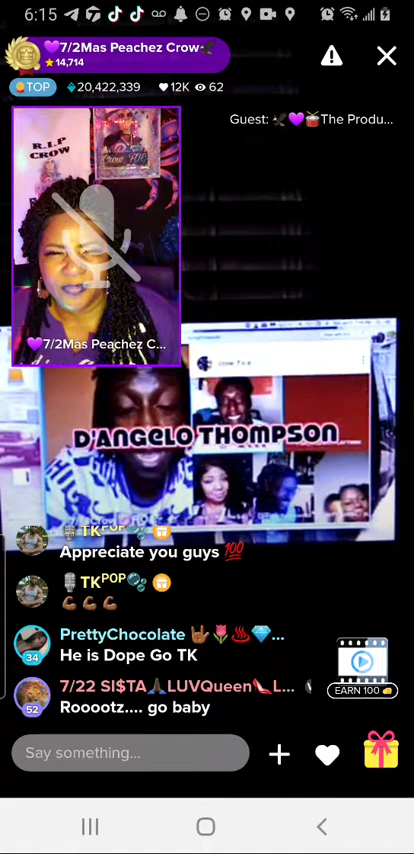 6:15
💜7/2Mas Peachez Crow🐦‍⬛
14,714
TOP 20,422,339 12K 62
Guest: 🐦‍⬛💜🥁The Produ...
R.I.P
CROW
💜7/2Mas Peachez C...
D'ANGELO THOMPSON
🎙️TKᴾᴼᴾ🫧
Appreciate you guys 💯
🎙️TKᴾᴼᴾ🫧
💪🏾💪🏾💪🏾
PrettyChocolate 🤟🏾🌷♨️💎...
34
He is Dope Go TK
7/22 SI$TA🙏🏾LUVQueen👠L...
52
Rooootz.... go baby
EARN 100
Say something...